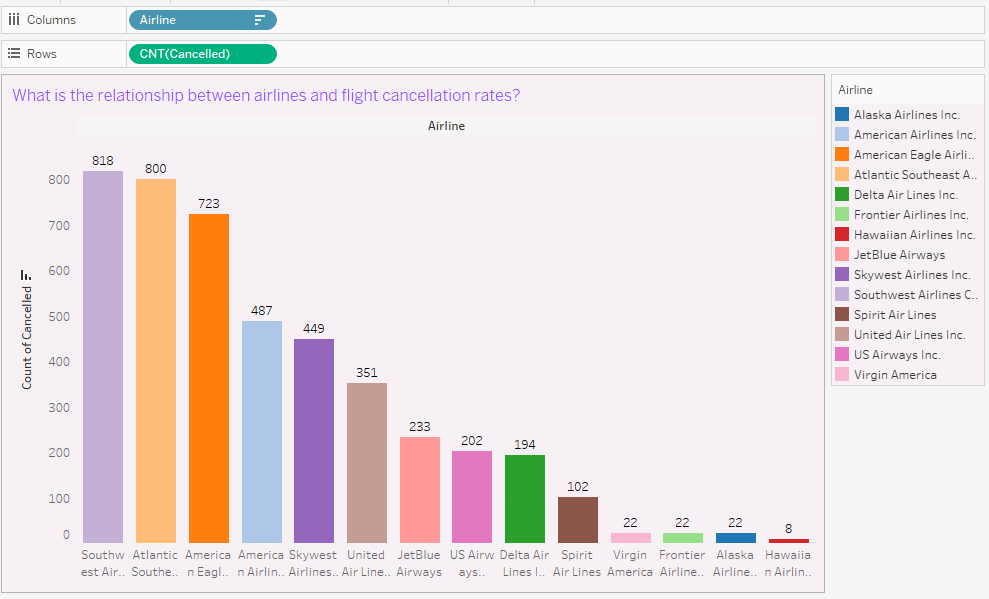 Columns
Airline
Rows
CNT(Cancelled)
What is the relationship between airlines and flight cancellation rates?
Airline
Count of Cancelled
800
700
600
500
400
300
200
100
0
818
800
723
487
449
351
233
202
194
102
22
22
22
8
Southw
est Air..
Atlantic
Southe..
America
n Eagl..
America
n Airlin..
Skywest
Airlines..
United
Air Line..
JetBlue
Airways
US Airw
ays..
Delta Air
Lines I..
Spirit
Air Lines
Virgin
America
Frontier
Airline..
Alaska
Airline..
Hawaiia
n Airlin..
Airline
Alaska Airlines Inc.
American Airlines Inc.
American Eagle Airli..
Atlantic Southeast A..
Delta Air Lines Inc.
Frontier Airlines Inc.
Hawaiian Airlines Inc.
JetBlue Airways
Skywest Airlines Inc.
Southwest Airlines C..
Spirit Air Lines
United Air Lines Inc.
US Airways Inc.
Virgin America